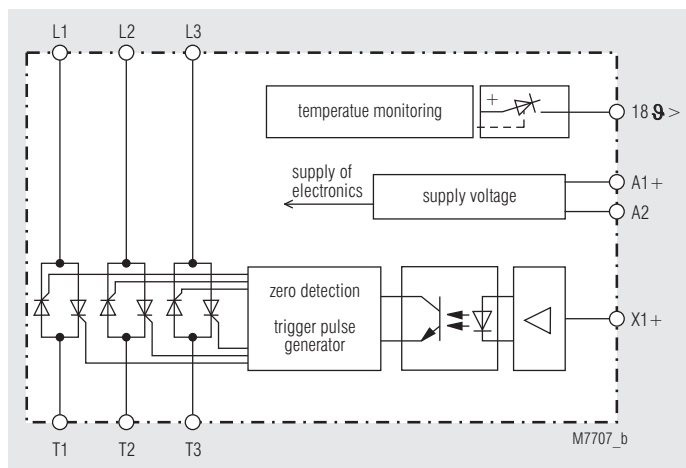 L1 L2 L3
temperatue monitoring
+
18 ϑ >
supply of
electronics
supply voltage
A1+
A2
zero detection
trigger pulse
generator
X1+
T1 T2 T3
M7707_b